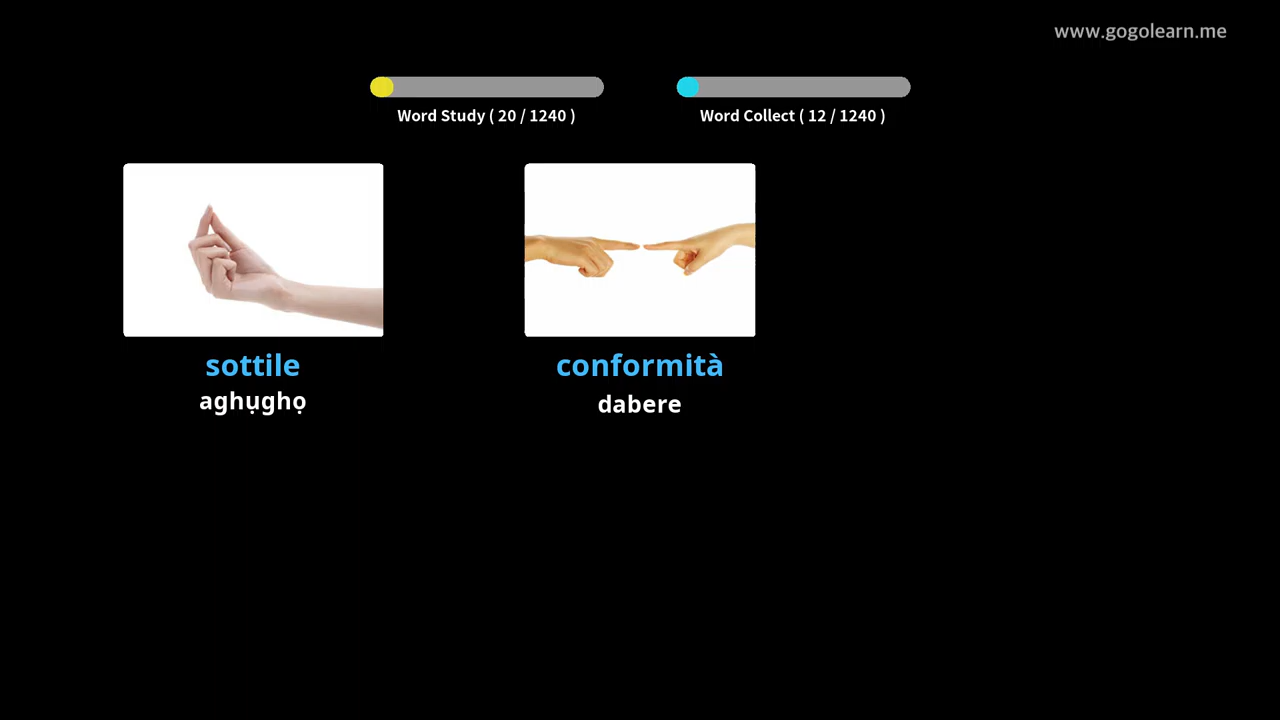 www.gogolearn.me
Word Study ( 20 / 1240 )
Word Collect ( 12 / 1240 )
sottile
aghụghọ
conformità
dabere